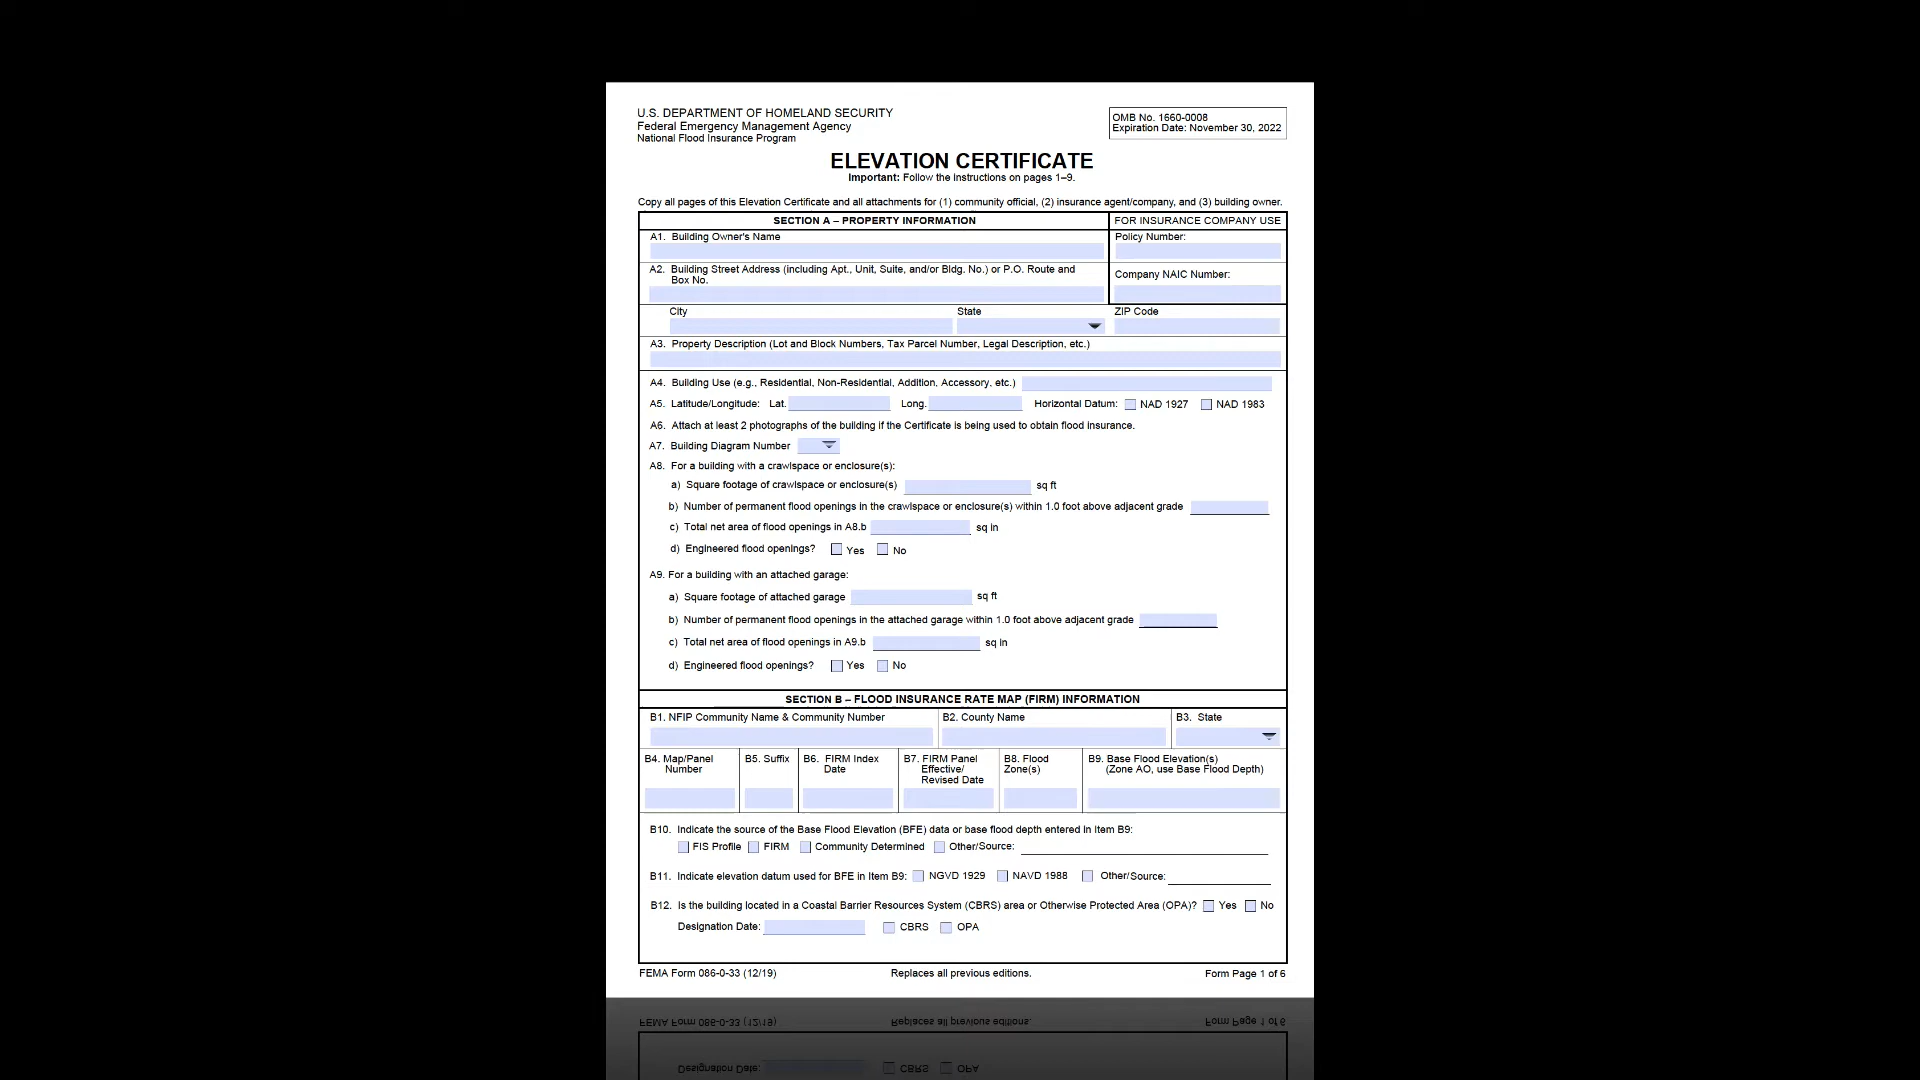 U.S. DEPARTMENT OF HOMELAND SECURITY
Federal Emergency Management Agency
National Flood Insurance Program
OMB No. 1660-0008
Expiration Date: November 30, 2022
ELEVATION CERTIFICATE
Important: Follow the instructions on pages 1–9.
Copy all pages of this Elevation Certificate and all attachments for (1) community official, (2) insurance agent/company, and (3) building owner.
SECTION A – PROPERTY INFORMATION
FOR INSURANCE COMPANY USE
A1. Building Owner's Name
Policy Number:
A2. Building Street Address (including Apt., Unit, Suite, and/or Bldg. No.) or P.O. Route and
Box No.
Company NAIC Number:
City State ZIP Code
A3. Property Description (Lot and Block Numbers, Tax Parcel Number, Legal Description, etc.)
A4. Building Use (e.g., Residential, Non-Residential, Addition, Accessory, etc.)
A5. Latitude/Longitude: Lat. Long. Horizontal Datum: NAD 1927 NAD 1983
A6. Attach at least 2 photographs of the building if the Certificate is being used to obtain flood insurance.
A7. Building Diagram Number
A8. For a building with a crawlspace or enclosure(s):
a) Square footage of crawlspace or enclosure(s) sq ft
b) Number of permanent flood openings in the crawlspace or enclosure(s) within 1.0 foot above adjacent grade
c) Total net area of flood openings in A8.b sq in
d) Engineered flood openings? Yes No
A9. For a building with an attached garage:
a) Square footage of attached garage sq ft
b) Number of permanent flood openings in the attached garage within 1.0 foot above adjacent grade
c) Total net area of flood openings in A9.b sq in
d) Engineered flood openings? Yes No
SECTION B – FLOOD INSURANCE RATE MAP (FIRM) INFORMATION
B1. NFIP Community Name & Community Number
B2. County Name
B3. State
B4. Map/Panel
Number
B5. Suffix
B6. FIRM Index
Date
B7. FIRM Panel
Effective/
Revised Date
B8. Flood
Zone(s)
B9. Base Flood Elevation(s)
(Zone AO, use Base Flood Depth)
B10. Indicate the source of the Base Flood Elevation (BFE) data or base flood depth entered in Item B9:
FIS Profile FIRM Community Determined Other/Source:
B11. Indicate elevation datum used for BFE in Item B9: NGVD 1929 NAVD 1988 Other/Source:
B12. Is the building located in a Coastal Barrier Resources System (CBRS) area or Otherwise Protected Area (OPA)? Yes No
Designation Date: CBRS OPA
FEMA Form 086-0-33 (12/19) Replaces all previous editions. Form Page 1 of 6